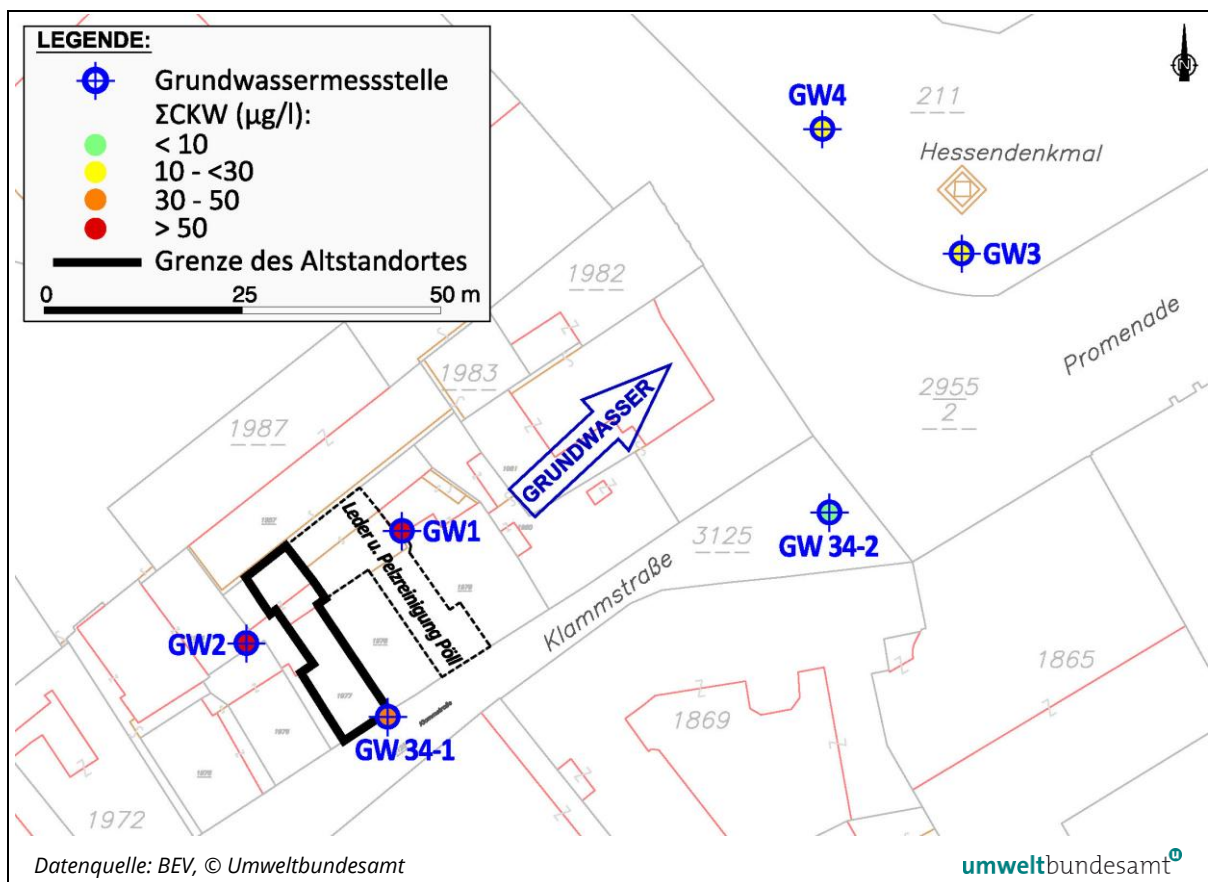 LEGENDE:
Grundwassermessstelle
ΣCKW (µg/l):
< 10
10 - <30
30 - 50
> 50
Grenze des Altstandortes
0 25 50 m
N
GW4
211
Hessendenkmal
GW3
1982
Promenade
1983
2955
2
1987
GRUNDWASSER
Leder u. Pelzreinigung Pöll
GW1
3125
GW 34-2
Klammstraße
GW2
1865
1869
GW 34-1
Klammstraße
1972
Datenquelle: BEV, © Umweltbundesamt
umweltbundesamt